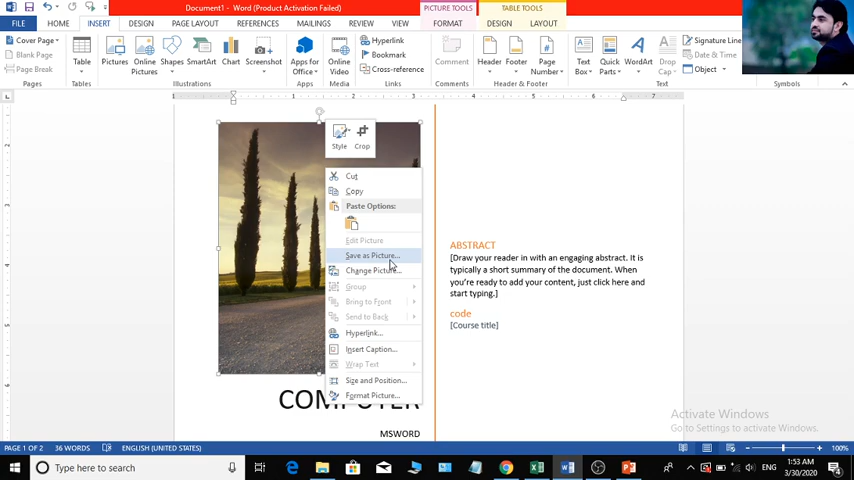 Document1 - Word (Product Activation Failed)
PICTURE TOOLS
TABLE TOOLS
FILE
HOME
INSERT
DESIGN
PAGE LAYOUT
REFERENCES
MAILINGS
REVIEW
VIEW
FORMAT
DESIGN
LAYOUT
Cover Page
Blank Page
Page Break
Pages
Table
Tables
Pictures
Online Pictures
Shapes
SmartArt
Chart
Screenshot
Illustrations
Apps for Office
Apps
Online Video
Media
Hyperlink
Bookmark
Cross-reference
Links
Comment
Comments
Header
Footer
Page Number
Header & Footer
Text Box
Quick Parts
WordArt
Drop Cap
Signature Line
Date & Time
Object
Symbols
1
1
2
3
4
5
6
7
Style
Crop
Cut
Copy
Paste Options:
Edit Picture
Save as Picture...
Change Picture...
Group
Bring to Front
Send to Back
Hyperlink...
Insert Caption...
Wrap Text
Size and Position...
Format Picture...
ABSTRACT
[Draw your reader in with an engaging abstract. It is
typically a short summary of the document. When
you're ready to add your content, just click here and
start typing.]
code
[Course title]
COMPUTER
MSWORD
Activate Windows
Go to Settings to activate Windows.
PAGE 1 OF 2
36 WORDS
ENGLISH (UNITED STATES)
100%
Type here to search
ENG
1:53 AM
3/30/2020